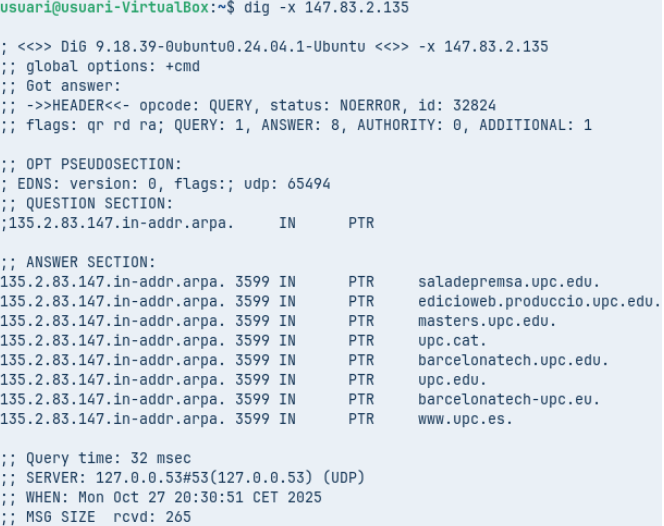 usuari@usuari-VirtualBox:~$ dig -x 147.83.2.135

; <<>> DiG 9.18.39-0ubuntu0.24.04.1-Ubuntu <<>> -x 147.83.2.135
;; global options: +cmd
;; Got answer:
;; ->>HEADER<<- opcode: QUERY, status: NOERROR, id: 32824
;; flags: qr rd ra; QUERY: 1, ANSWER: 8, AUTHORITY: 0, ADDITIONAL: 1

;; OPT PSEUDOSECTION:
; EDNS: version: 0, flags:; udp: 65494
;; QUESTION SECTION:
;135.2.83.147.in-addr.arpa.     IN      PTR

;; ANSWER SECTION:
135.2.83.147.in-addr.arpa. 3599 IN      PTR     saladepremsa.upc.edu.
135.2.83.147.in-addr.arpa. 3599 IN      PTR     edicioweb.produccio.upc.edu.
135.2.83.147.in-addr.arpa. 3599 IN      PTR     masters.upc.edu.
135.2.83.147.in-addr.arpa. 3599 IN      PTR     upc.cat.
135.2.83.147.in-addr.arpa. 3599 IN      PTR     barcelonatech.upc.edu.
135.2.83.147.in-addr.arpa. 3599 IN      PTR     upc.edu.
135.2.83.147.in-addr.arpa. 3599 IN      PTR     barcelonatech-upc.eu.
135.2.83.147.in-addr.arpa. 3599 IN      PTR     www.upc.es.

;; Query time: 32 msec
;; SERVER: 127.0.0.53#53(127.0.0.53) (UDP)
;; WHEN: Mon Oct 27 20:30:51 CET 2025
;; MSG SIZE  rcvd: 265